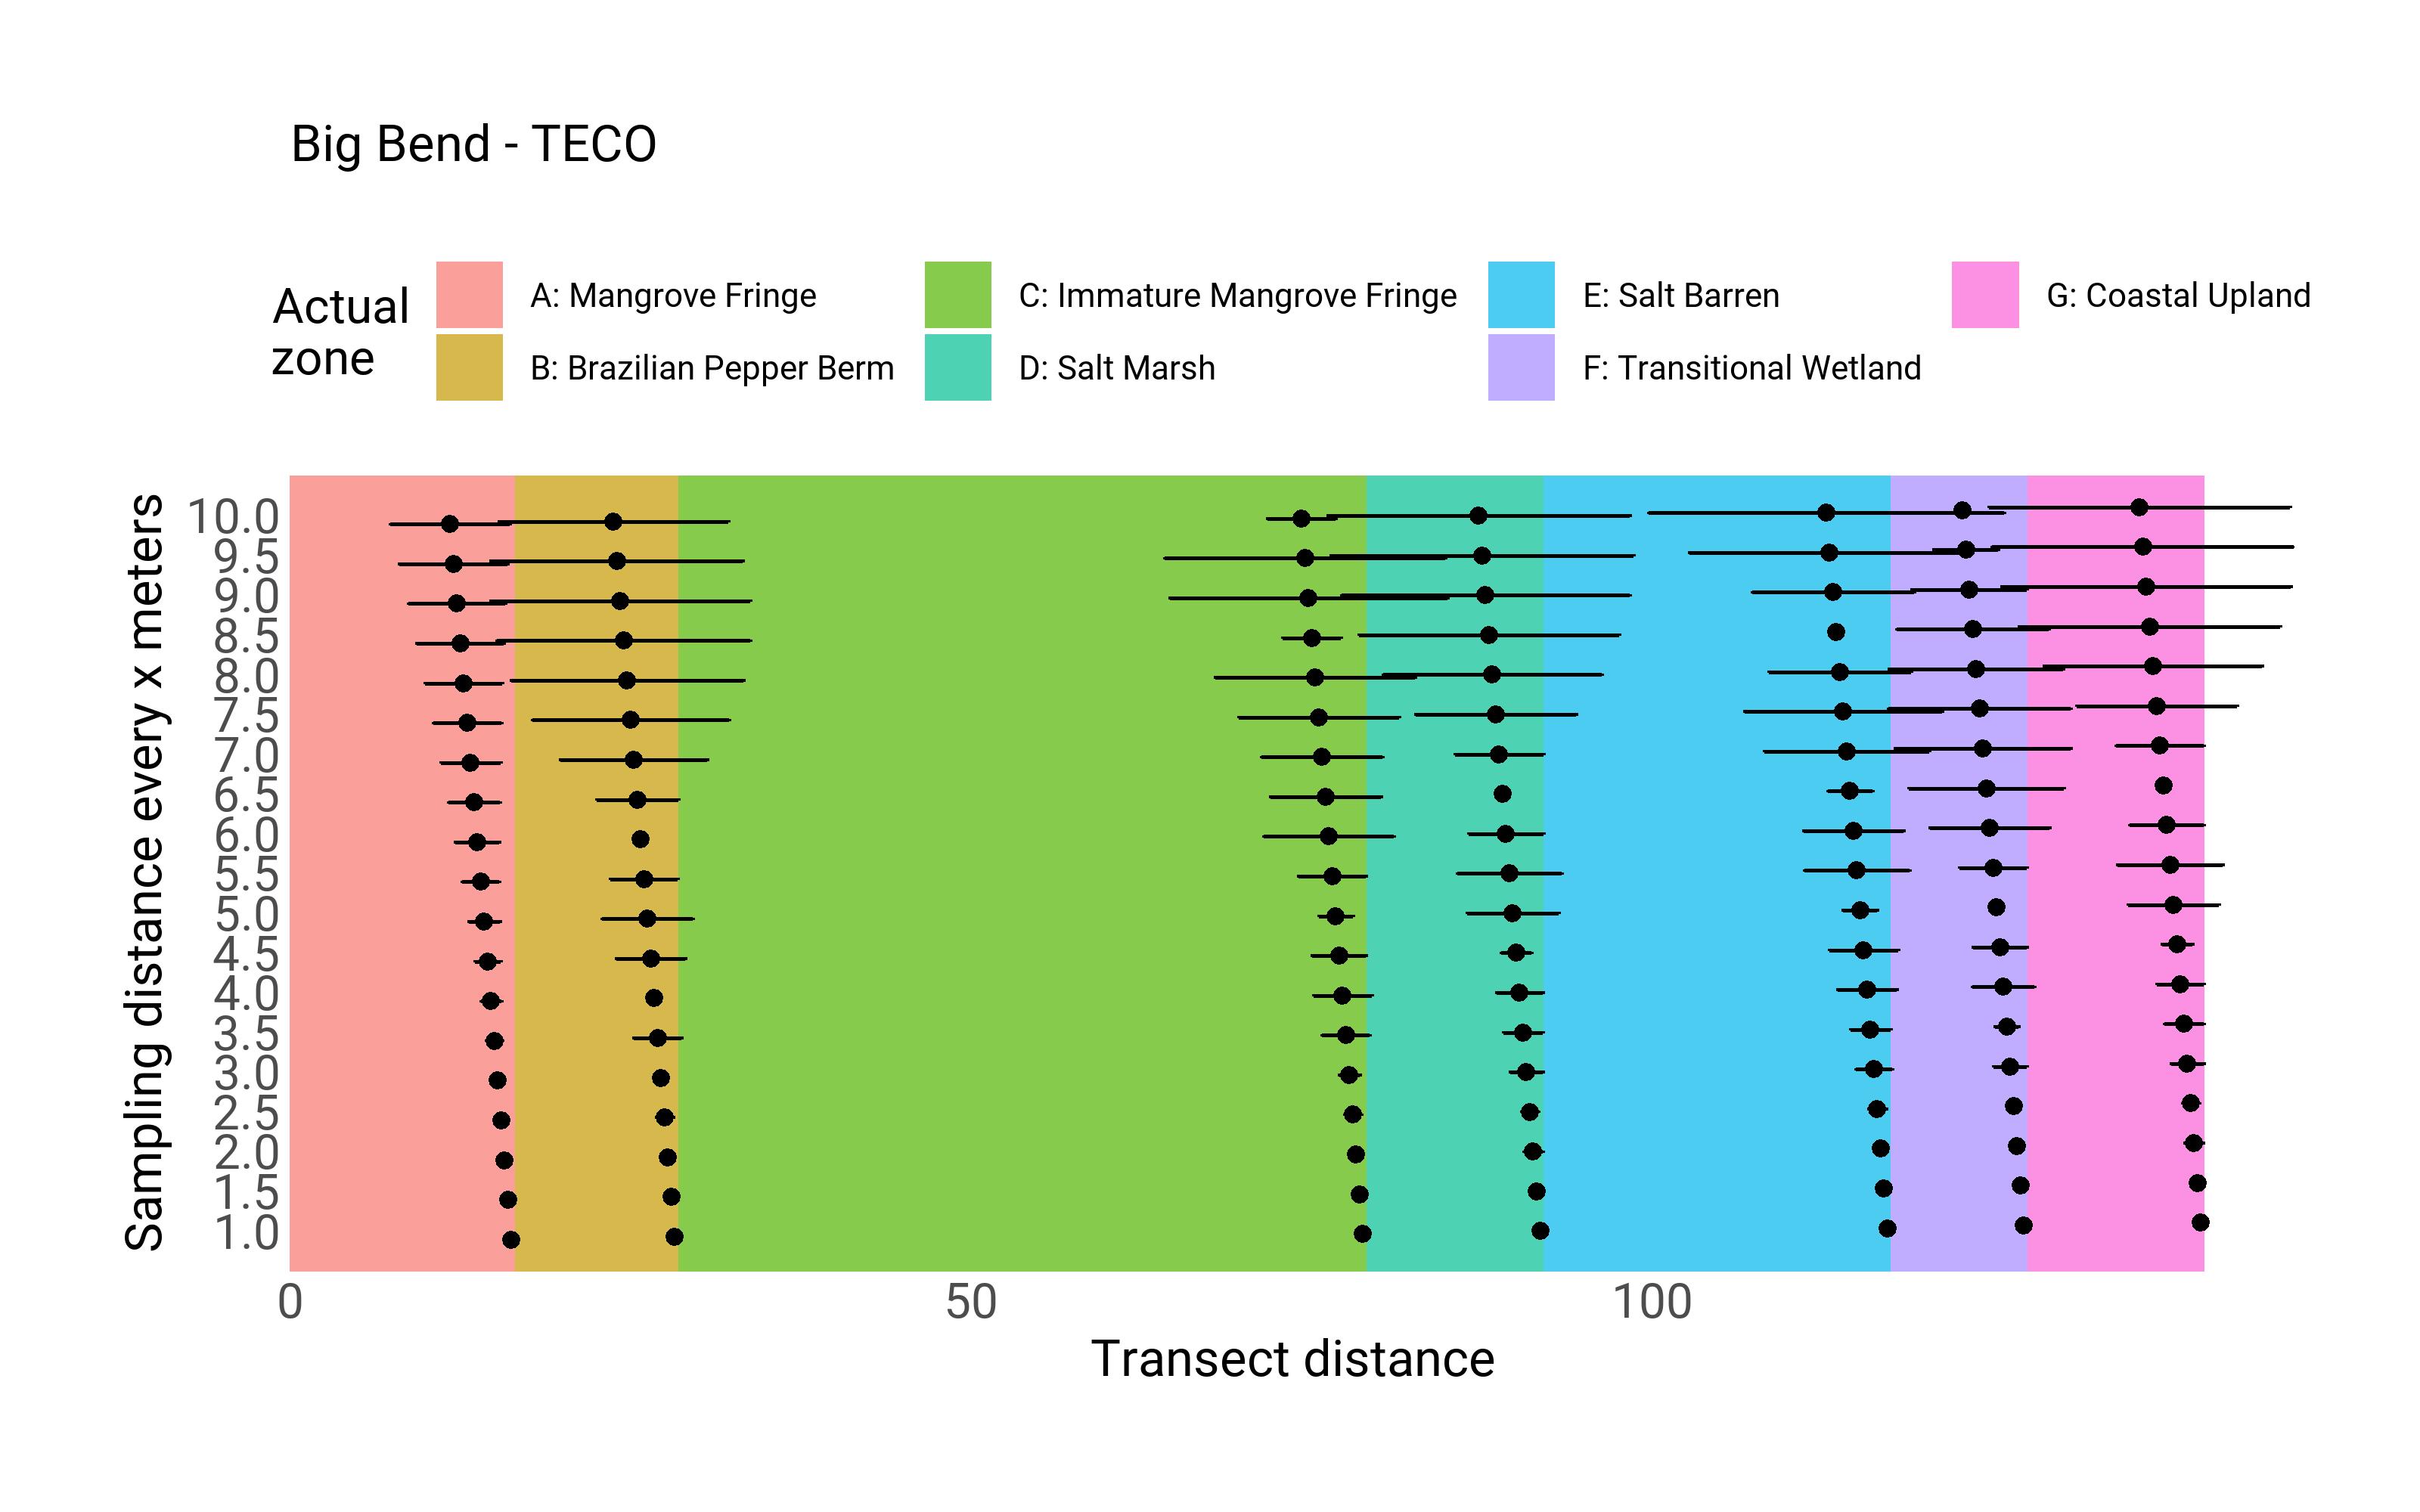 Big Bend - TECO
Actual
zone
A: Mangrove Fringe
B: Brazilian Pepper Berm
C: Immature Mangrove Fringe
D: Salt Marsh
E: Salt Barren
F: Transitional Wetland
G: Coastal Upland
Sampling distance every x meters
10.0
9.5
9.0
8.5
8.0
7.5
7.0
6.5
6.0
5.5
5.0
4.5
4.0
3.5
3.0
2.5
2.0
1.5
1.0
0 50 100
Transect distance